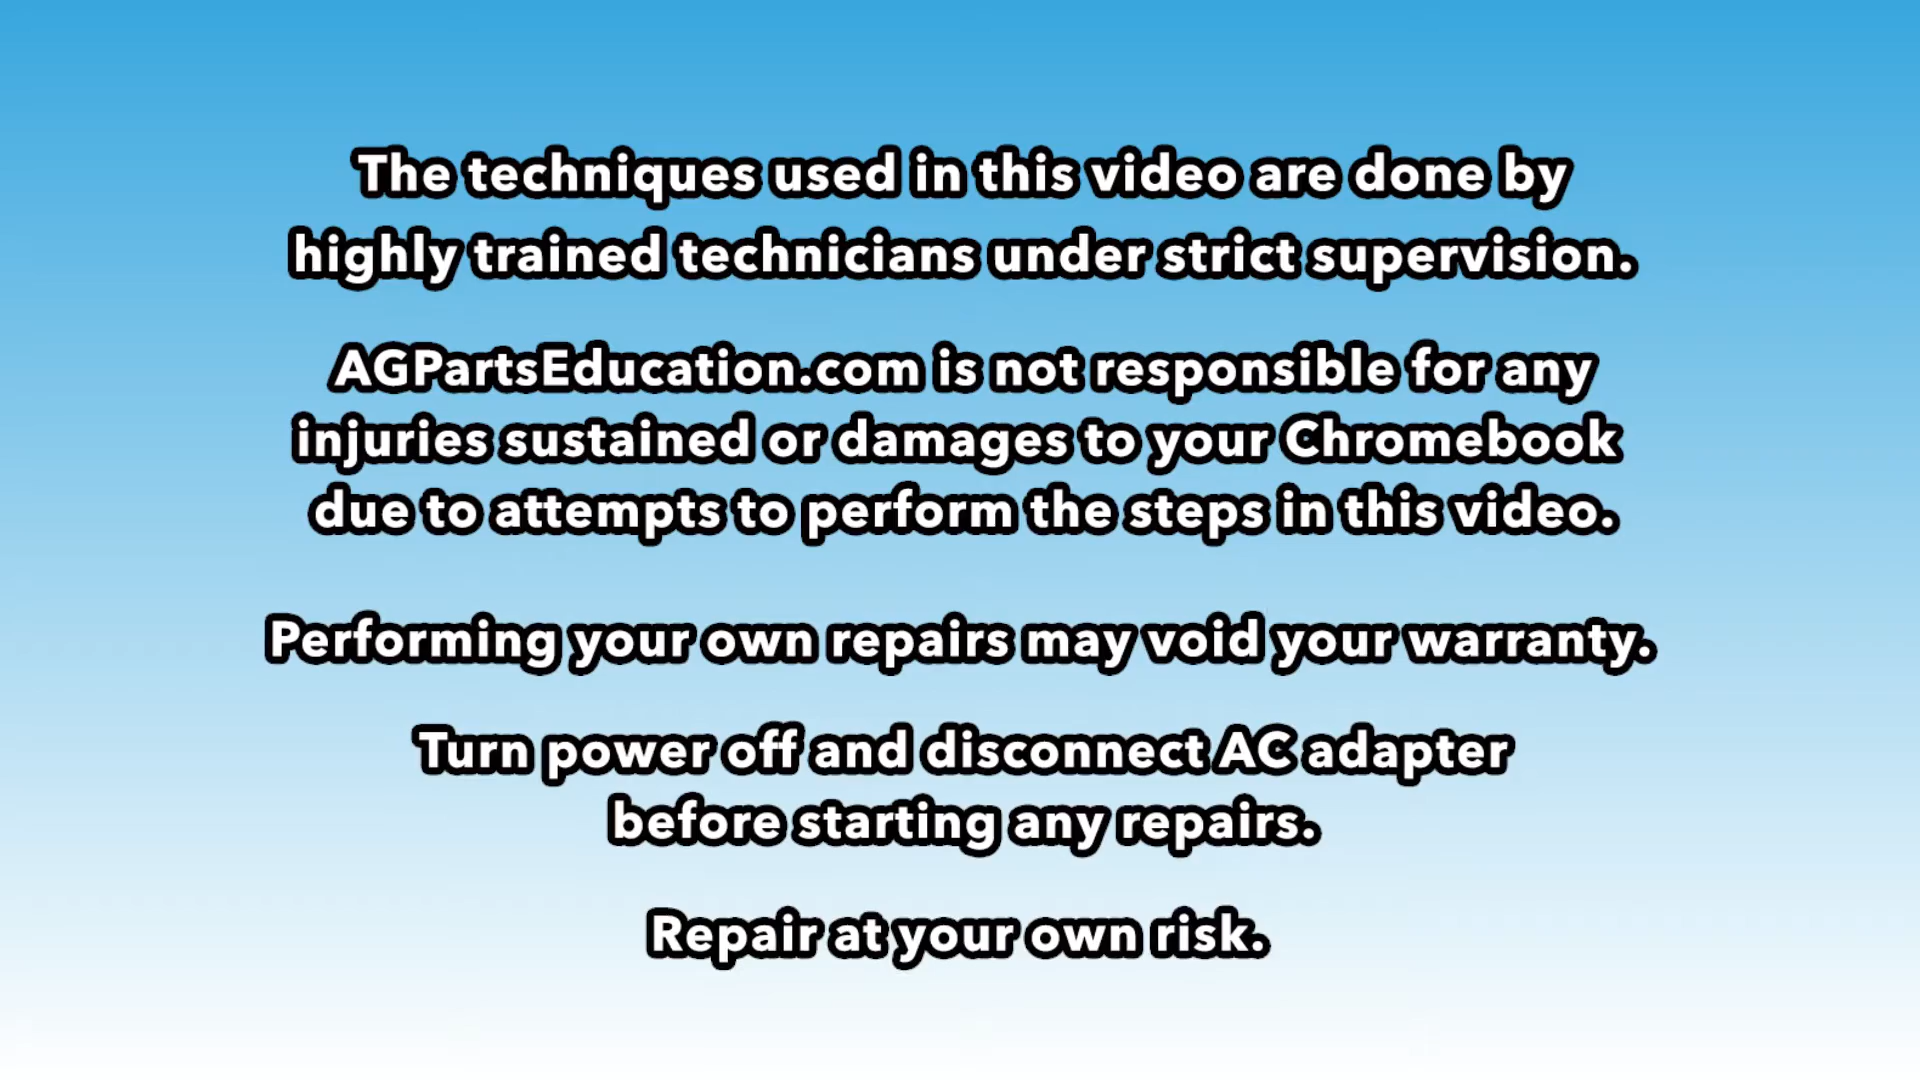 The techniques used in this video are done by
highly trained technicians under strict supervision.
AGPartsEducation.com is not responsible for any
injuries sustained or damages to your Chromebook
due to attempts to perform the steps in this video.
Performing your own repairs may void your warranty.
Turn power off and disconnect AC adapter
before starting any repairs.
Repair at your own risk.